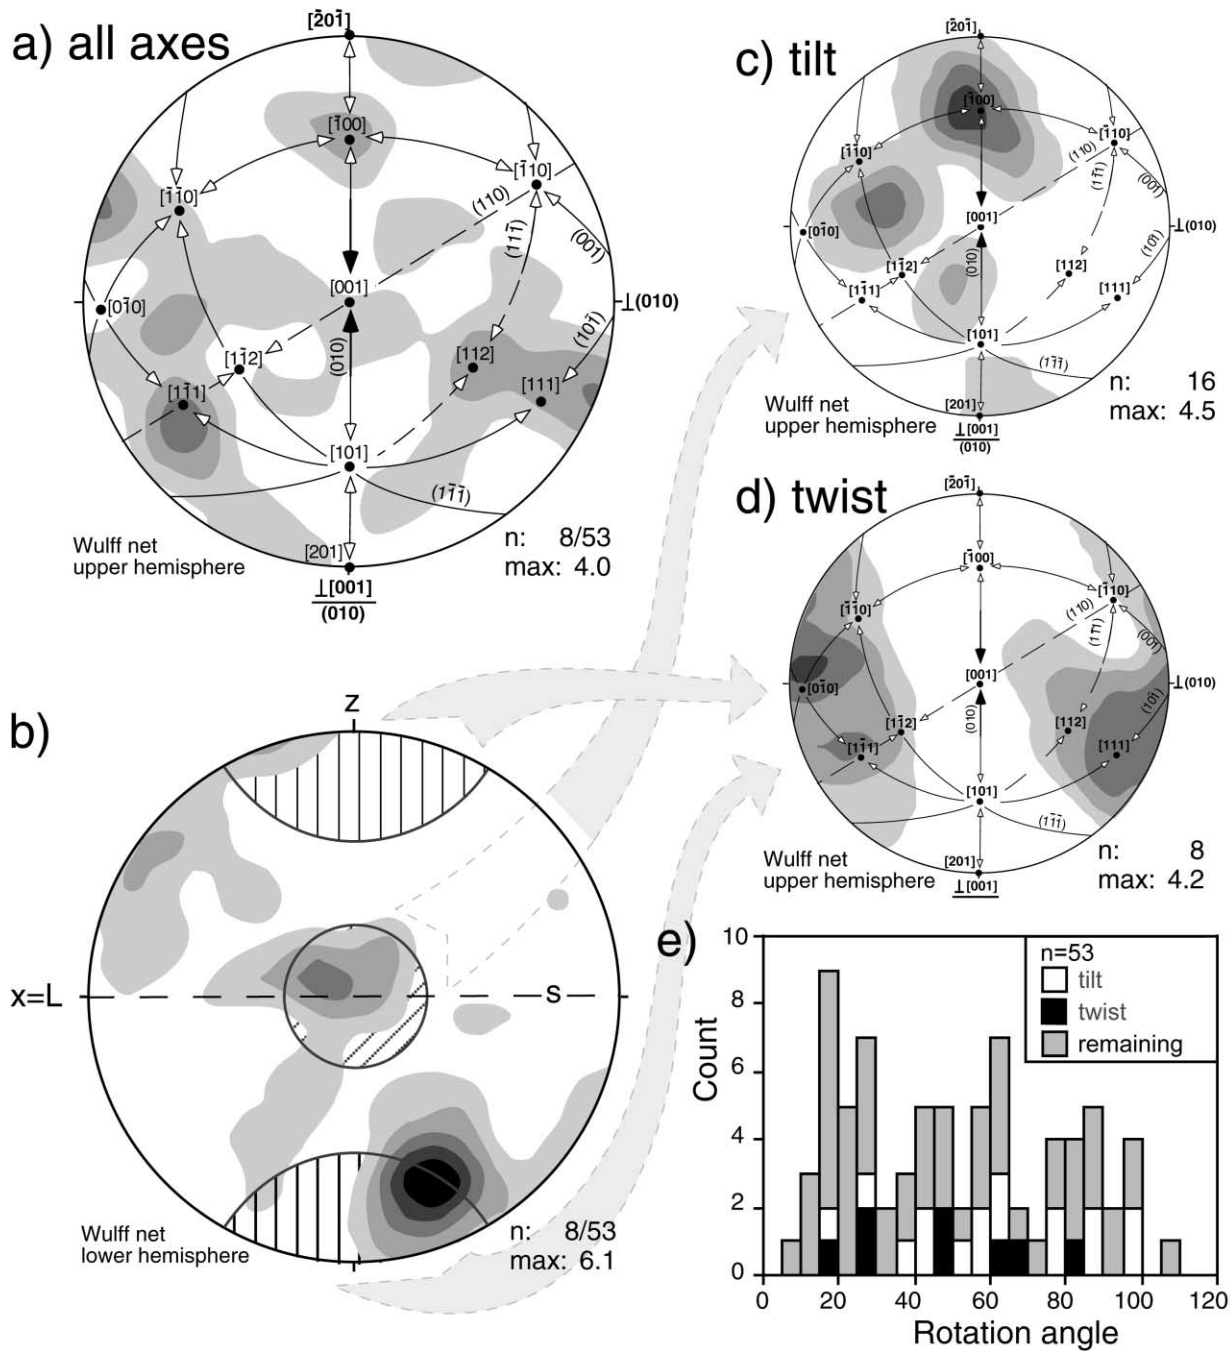 a) all axes
[2̄01̄]
[1̄00]
[1̄1̄0]
[1̄10]
(110)
(111̄)
(001)
[001]
⊥(010)
[01̄0]
(010)
(101̄)
[11̄2]
[112]
[11̄1]
[111]
[101]
(11̄1̄)
[201]
Wulff net
upper hemisphere
n: 8/53
max: 4.0
⊥[001]
(010)
c) tilt
[2̄01̄]
[1̄00]
[1̄1̄0]
[1̄10]
(110)
(111̄)
(001̄)
[001]
[01̄0]
⊥(010)
(010)
(101̄)
[11̄2]
[112]
[11̄1]
[111]
[101]
(11̄1̄)
[201]
Wulff net
upper hemisphere
n: 16
max: 4.5
⊥[001]
(010)
d) twist
[2̄01̄]
[1̄00]
[1̄1̄0]
[1̄10]
(110)
(111̄)
(001̄)
[001]
[01̄0]
⊥(010)
(010)
(101̄)
[11̄2]
[112]
[11̄1]
[111]
[101]
(11̄1̄)
[201]
Wulff net
upper hemisphere
n: 8
max: 4.2
⊥[001]
b)
z
x=L
s
Wulff net
lower hemisphere
n: 8/53
max: 6.1
e)
10
8
6
4
2
0
Count
n=53
tilt
twist
remaining
0 20 40 60 80 100 120
Rotation angle